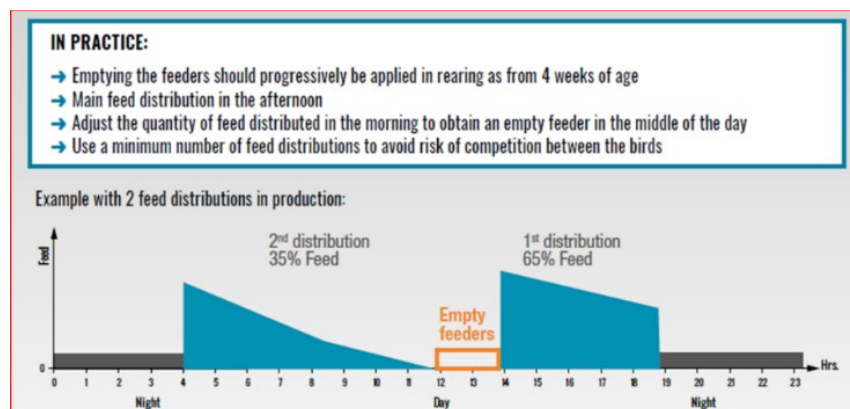 IN PRACTICE:
→ Emptying the feeders should progressively be applied in rearing as from 4 weeks of age
→ Main feed distribution in the afternoon
→ Adjust the quantity of feed distributed in the morning to obtain an empty feeder in the middle of the day
→ Use a minimum number of feed distributions to avoid risk of competition between the birds
Example with 2 feed distributions in production:
2nd distribution
35% Feed
1st distribution
65% Feed
Feed
Empty
feeders
0
Hrs.
0 1 2 3 4 5 6 7 8 9 10 11 12 13 14 15 16 17 18 19 20 21 22 23
Night Day Night